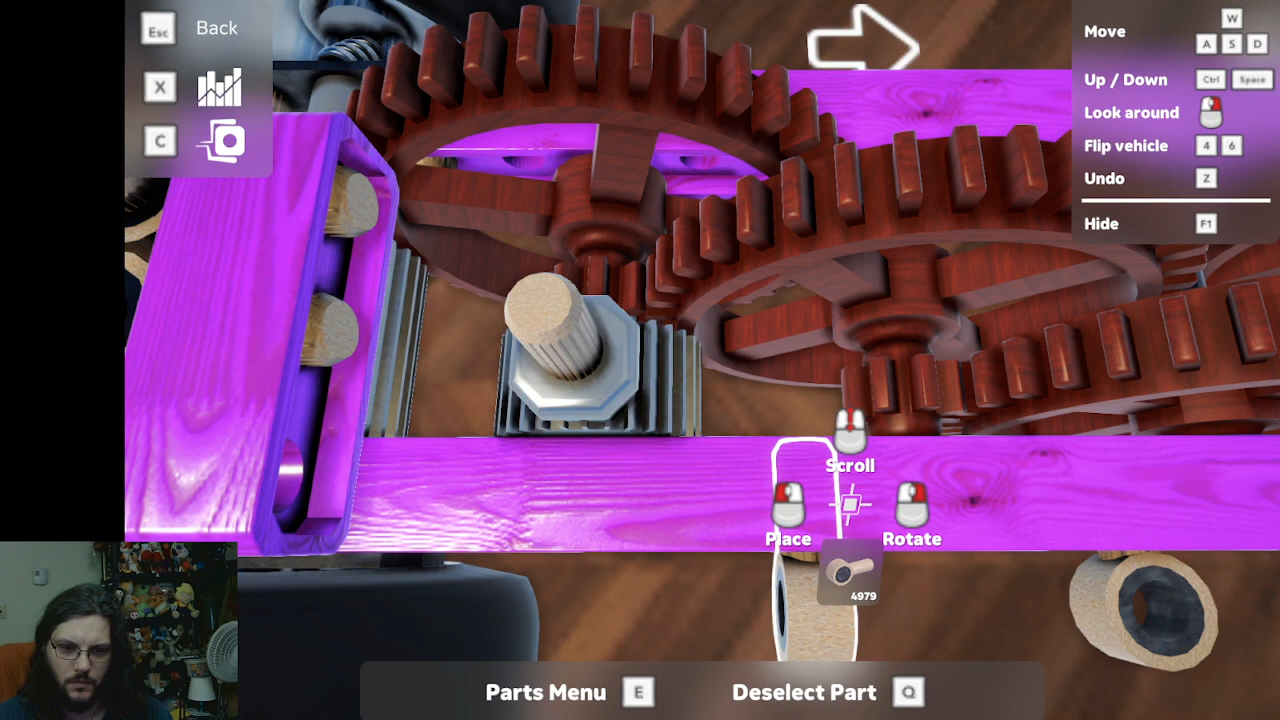 Esc Back
X
C
Move W
A S D
Up / Down Ctrl Space
Look around
Flip vehicle 4 6
Undo Z
Hide F1
Scroll
Place Rotate
4979
Parts Menu E Deselect Part Q